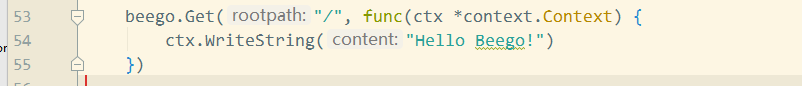 53 beego.Get( rootpath: "/", func(ctx *context.Context) {
54 ctx.WriteString( content: "Hello Beego!")
55 })